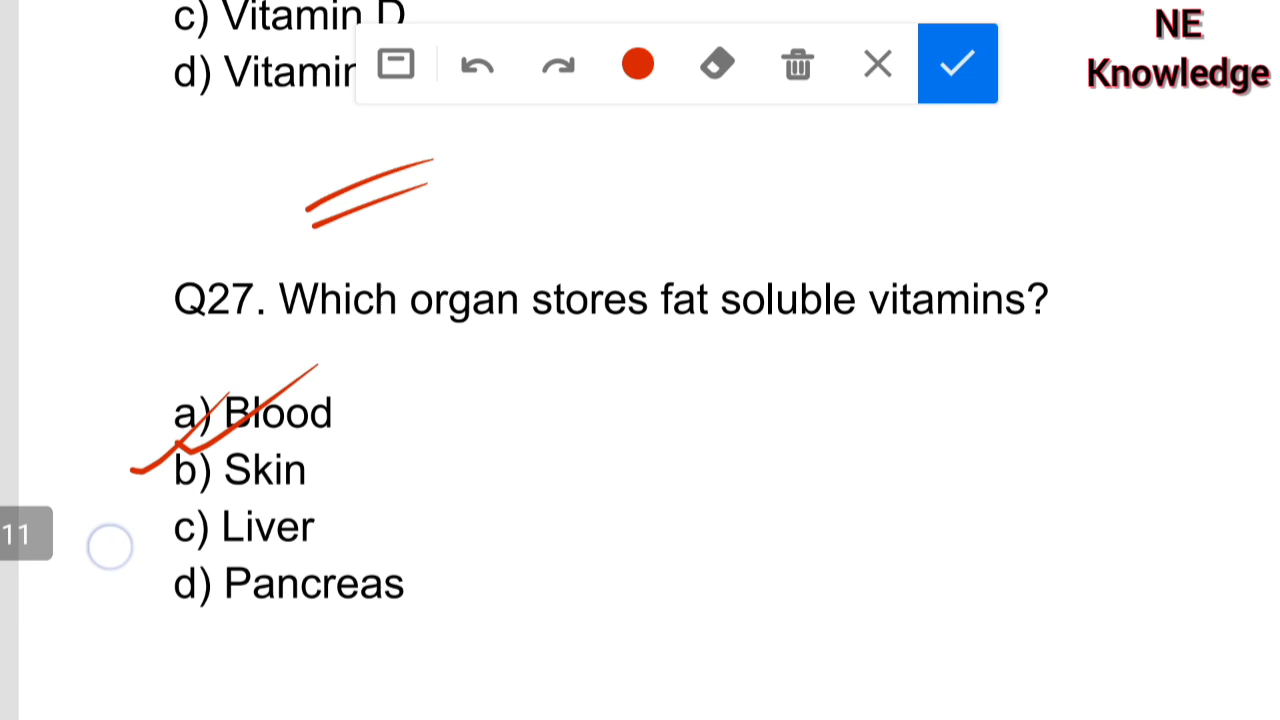 c) Vitamin D
d) Vitamin
NE
Knowledge
Q27. Which organ stores fat soluble vitamins?
a) Blood
b) Skin
11
c) Liver
d) Pancreas